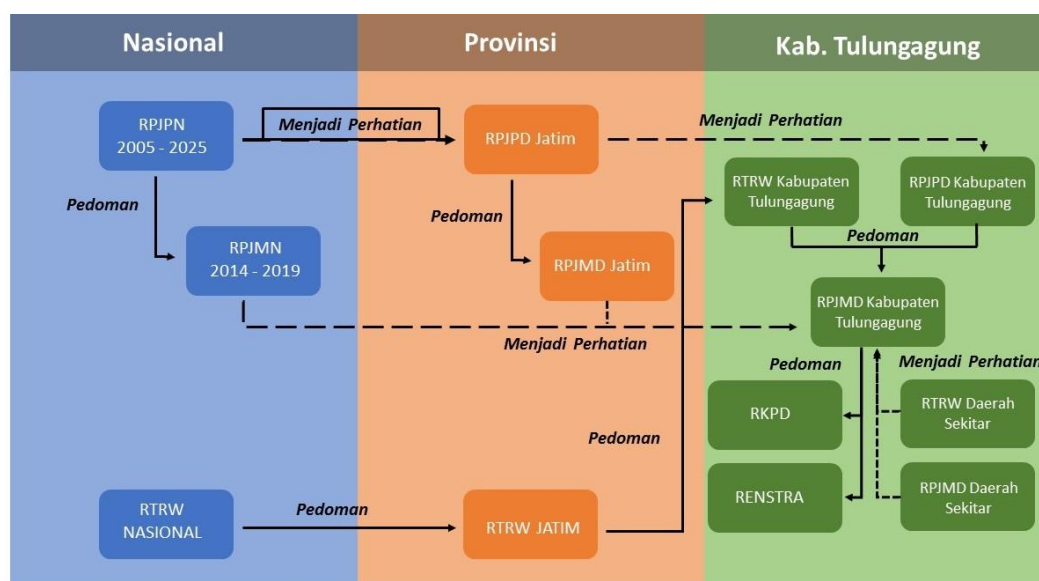 Nasional
Provinsi
Kab. Tulungagung
RPJPN
2005 - 2025
Menjadi Perhatian
RPJPD Jatim
Menjadi Perhatian
RTRW Kabupaten
Tulungagung
RPJPD Kabupaten
Tulungagung
Pedoman
Pedoman
Pedoman
RPJMN
2014 - 2019
RPJMD Jatim
RPJMD Kabupaten
Tulungagung
Menjadi Perhatian
Pedoman
Menjadi Perhatian
RKPD
RTRW Daerah
Sekitar
Pedoman
RENSTRA
RPJMD Daerah
Sekitar
RTRW
NASIONAL
Pedoman
RTRW JATIM